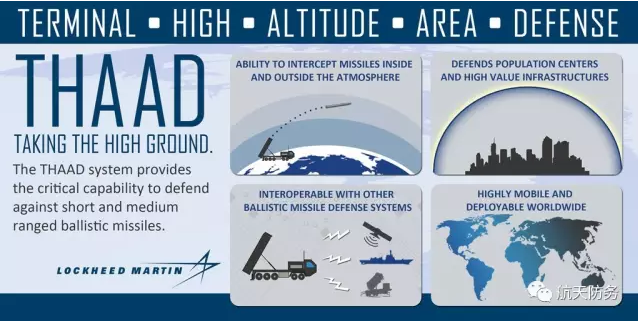 TERMINAL ▪ HIGH ▪ ALTITUDE ▪ AREA ▪ DEFENSE
THAAD
TAKING THE HIGH GROUND.
The THAAD system provides
the critical capability to defend
against short and medium
ranged ballistic missiles.
LOCKHEED MARTIN
ABILITY TO INTERCEPT MISSILES INSIDE
AND OUTSIDE THE ATMOSPHERE
DEFENDS POPULATION CENTERS
AND HIGH VALUE INFRASTRUCTURES
INTEROPERABLE WITH OTHER
BALLISTIC MISSILE DEFENSE SYSTEMS
HIGHLY MOBILE AND
DEPLOYABLE WORLDWIDE
航天防务